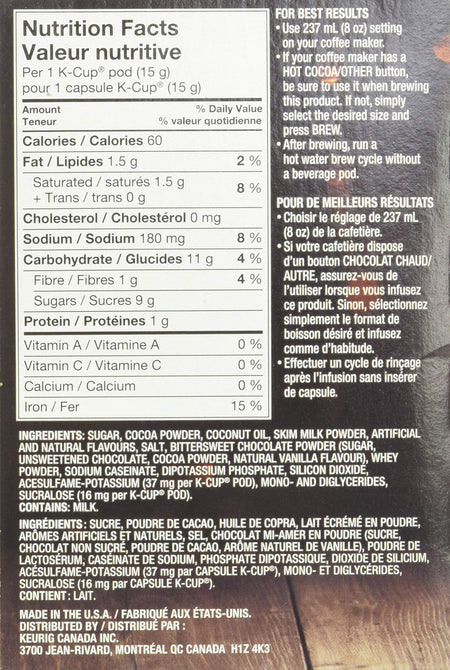 Nutrition Facts
Valeur nutritive
Per 1 K-Cup® pod (15 g)
pour 1 capsule K-Cup® (15 g)
Amount % Daily Value
Teneur % valeur quotidienne
Calories / Calories 60
Fat / Lipides 1.5 g 2 %
Saturated / saturés 1.5 g
+ Trans / trans 0 g 8 %
Cholesterol / Cholestérol 0 mg
Sodium / Sodium 180 mg 8 %
Carbohydrate / Glucides 11 g 4 %
Fibre / Fibres 1 g 4 %
Sugars / Sucres 9 g
Protein / Protéines 1 g
Vitamin A / Vitamine A 0 %
Vitamin C / Vitamine C 0 %
Calcium / Calcium 0 %
Iron / Fer 15 %
FOR BEST RESULTS
• Use 237 mL (8 oz) setting
on your coffee maker.
• If your coffee maker has a
HOT COCOA/OTHER button,
be sure to use it when brewing
this product. If not, simply
select the desired size and
press BREW.
• After brewing, run a
hot water brew cycle without
a beverage pod.
POUR DE MEILLEURS RÉSULTATS
• Choisir le réglage de 237 mL
(8 oz) de la cafetière.
• Si votre cafetière dispose
d'un bouton CHOCOLAT CHAUD/
AUTRE, assurez-vous de
l'utiliser lorsque vous infusez
ce produit. Sinon, sélectionnez
simplement le format de
boisson désiré et infusez
comme d'habitude.
• Effectuer un cycle de rinçage
après l'infusion sans insérer
de capsule.
INGREDIENTS: SUGAR, COCOA POWDER, COCONUT OIL, SKIM MILK POWDER, ARTIFICIAL
AND NATURAL FLAVOURS, SALT, BITTERSWEET CHOCOLATE POWDER (SUGAR,
UNSWEETENED CHOCOLATE, COCOA POWDER, NATURAL VANILLA FLAVOUR), WHEY
POWDER, SODIUM CASEINATE, DIPOTASSIUM PHOSPHATE, SILICON DIOXIDE,
ACESULFAME-POTASSIUM (37 mg per K-CUP® POD), MONO- AND DIGLYCERIDES,
SUCRALOSE (16 mg per K-CUP® POD).
CONTAINS: MILK.
INGRÉDIENTS : SUCRE, POUDRE DE CACAO, HUILE DE COPRA, LAIT ÉCRÉMÉ EN POUDRE,
ARÔMES ARTIFICIELS ET NATURELS, SEL, CHOCOLAT MI-AMER EN POUDRE (SUCRE,
CHOCOLAT NON SUCRÉ, POUDRE DE CACAO, ARÔME NATUREL DE VANILLE), POUDRE DE
LACTOSÉRUM, CASÉINATE DE SODIUM, PHOSPHATE DIPOTASSIQUE, DIOXIDE DE SILICIUM,
ACÉSULFAME-POTASSIUM (37 mg par CAPSULE K-CUP®), MONO- ET DIGLYCÉRIDES,
SUCRALOSE (16 mg par CAPSULE K-CUP®).
CONTIENT : LAIT.
MADE IN THE U.S.A. / FABRIQUÉ AUX ÉTATS-UNIS.
DISTRIBUTED BY / DISTRIBUÉ PAR :
KEURIG CANADA INC.
3700 JEAN-RIVARD, MONTRÉAL QC CANADA H1Z 4K3